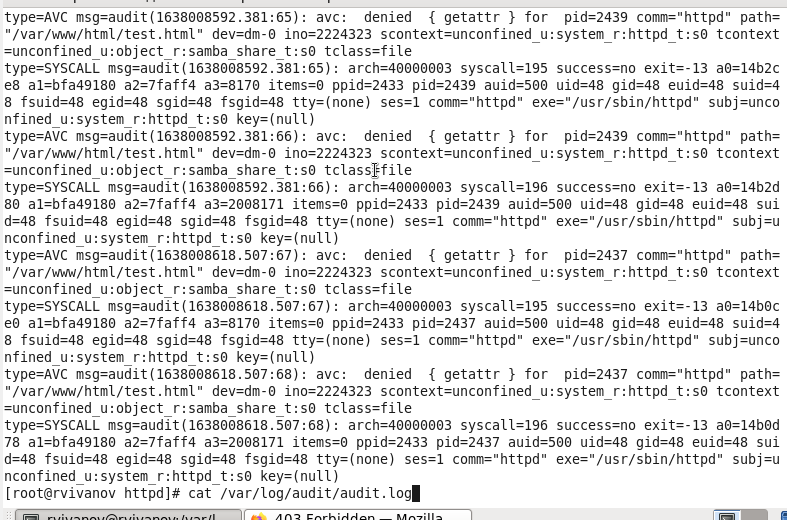 type=AVC msg=audit(1638008592.381:65): avc:  denied  { getattr } for  pid=2439 comm="httpd" path=
"/var/www/html/test.html" dev=dm-0 ino=2224323 scontext=unconfined_u:system_r:httpd_t:s0 tcontext
=unconfined_u:object_r:samba_share_t:s0 tclass=file
type=SYSCALL msg=audit(1638008592.381:65): arch=40000003 syscall=195 success=no exit=-13 a0=14b2c
e8 a1=bfa49180 a2=7faff4 a3=8170 items=0 ppid=2433 pid=2439 auid=500 uid=48 gid=48 euid=48 suid=4
8 fsuid=48 egid=48 sgid=48 fsgid=48 tty=(none) ses=1 comm="httpd" exe="/usr/sbin/httpd" subj=unco
nfined_u:system_r:httpd_t:s0 key=(null)
type=AVC msg=audit(1638008592.381:66): avc:  denied  { getattr } for  pid=2439 comm="httpd" path=
"/var/www/html/test.html" dev=dm-0 ino=2224323 scontext=unconfined_u:system_r:httpd_t:s0 tcontext
=unconfined_u:object_r:samba_share_t:s0 tclass=file
type=SYSCALL msg=audit(1638008592.381:66): arch=40000003 syscall=196 success=no exit=-13 a0=14b2d
80 a1=bfa49180 a2=7faff4 a3=2008171 items=0 ppid=2433 pid=2439 auid=500 uid=48 gid=48 euid=48 sui
d=48 fsuid=48 egid=48 sgid=48 fsgid=48 tty=(none) ses=1 comm="httpd" exe="/usr/sbin/httpd" subj=u
nconfined_u:system_r:httpd_t:s0 key=(null)
type=AVC msg=audit(1638008618.507:67): avc:  denied  { getattr } for  pid=2437 comm="httpd" path=
"/var/www/html/test.html" dev=dm-0 ino=2224323 scontext=unconfined_u:system_r:httpd_t:s0 tcontext
=unconfined_u:object_r:samba_share_t:s0 tclass=file
type=SYSCALL msg=audit(1638008618.507:67): arch=40000003 syscall=195 success=no exit=-13 a0=14b0c
e0 a1=bfa49180 a2=7faff4 a3=8170 items=0 ppid=2433 pid=2437 auid=500 uid=48 gid=48 euid=48 suid=4
8 fsuid=48 egid=48 sgid=48 fsgid=48 tty=(none) ses=1 comm="httpd" exe="/usr/sbin/httpd" subj=unco
nfined_u:system_r:httpd_t:s0 key=(null)
type=AVC msg=audit(1638008618.507:68): avc:  denied  { getattr } for  pid=2437 comm="httpd" path=
"/var/www/html/test.html" dev=dm-0 ino=2224323 scontext=unconfined_u:system_r:httpd_t:s0 tcontext
=unconfined_u:object_r:samba_share_t:s0 tclass=file
type=SYSCALL msg=audit(1638008618.507:68): arch=40000003 syscall=196 success=no exit=-13 a0=14b0d
78 a1=bfa49180 a2=7faff4 a3=2008171 items=0 ppid=2433 pid=2437 auid=500 uid=48 gid=48 euid=48 sui
d=48 fsuid=48 egid=48 sgid=48 fsgid=48 tty=(none) ses=1 comm="httpd" exe="/usr/sbin/httpd" subj=u
nconfined_u:system_r:httpd_t:s0 key=(null)
[root@rvivanov httpd]# cat /var/log/audit/audit.log
rvivanov@rvivanov:/var/l
403 Forbidden — Mozilla